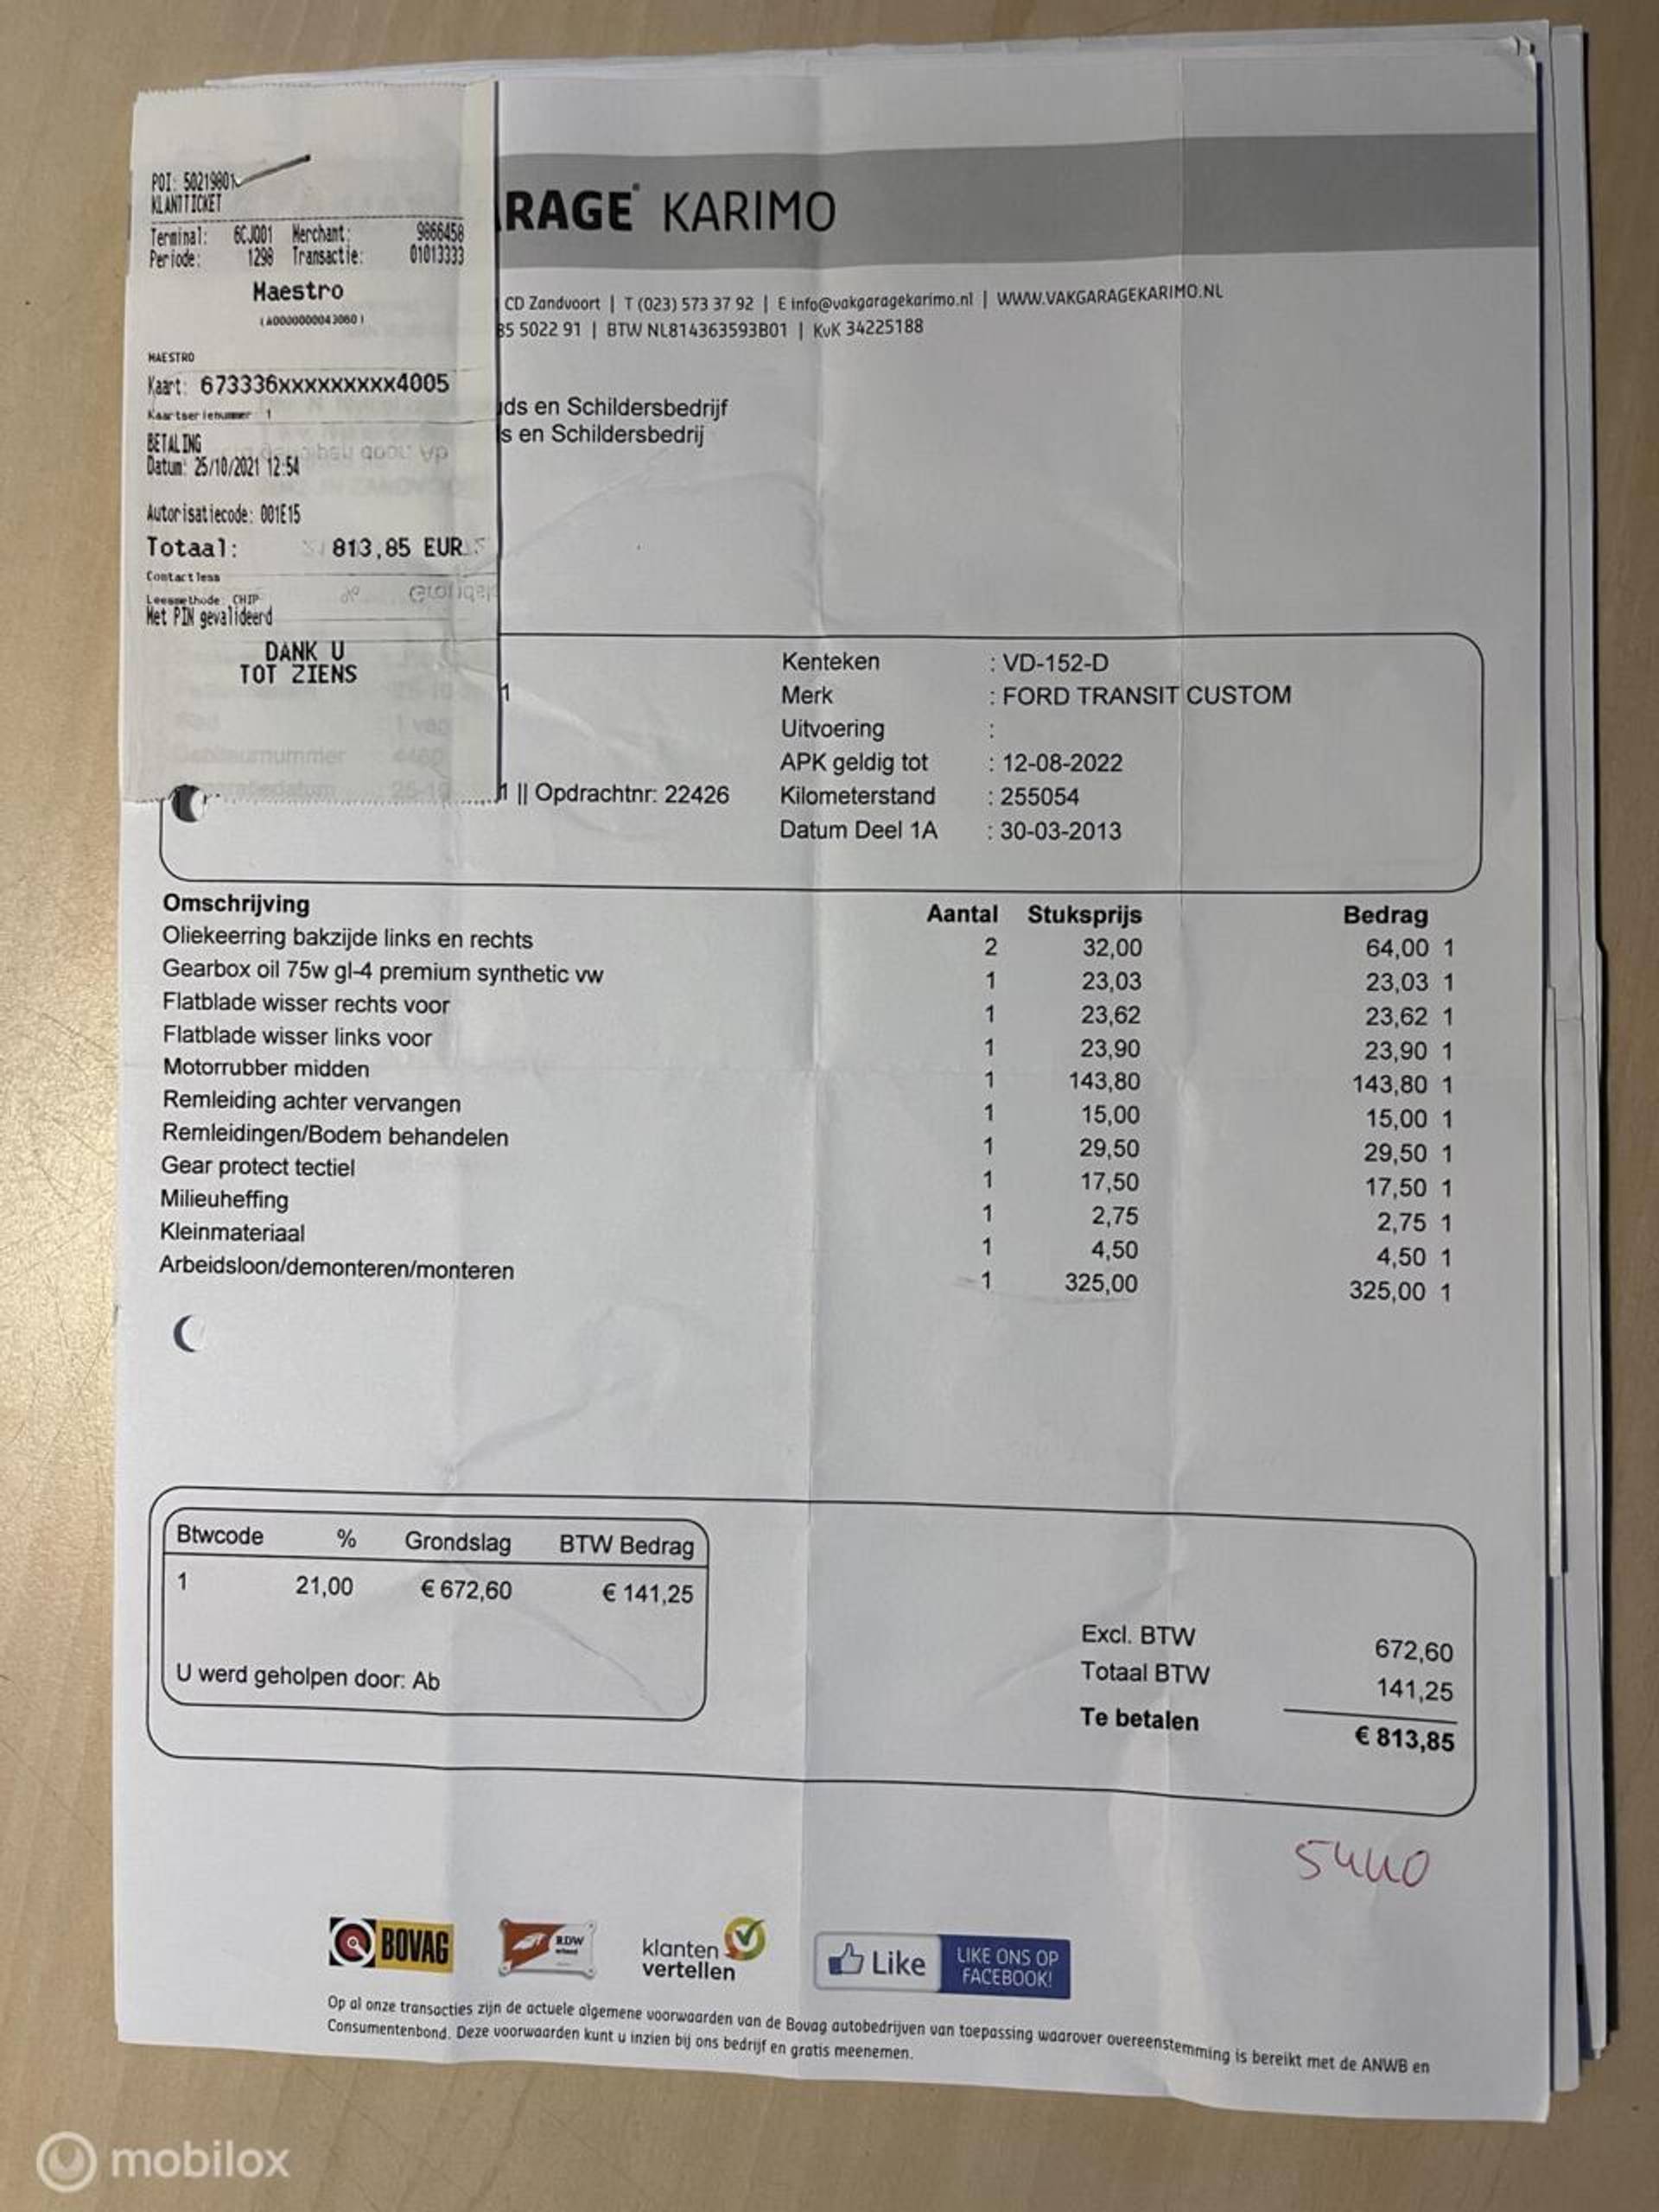 POI: 50219801
KLANTTICKET
Terminal: 6CJ001 Merchant: 9866458
Periode: 1298 Transactie: 01013333
Maestro
(A0000000043060)
MAESTRO
Kaart: 673336xxxxxxxxx4005
Kaartserienummer 1
BETALING
Datum: 25/10/2021 12:54
Autorisatiecode: 001E15
Totaal: 813,85 EUR
Contactless
Leesmethode CHIP
Met PIN gevalideerd
DANK U
TOT ZIENS
RAGE KARIMO
CD Zandvoort | T (023) 573 37 92 | E info@vakgaragekarimo.nl | WWW.VAKGARAGEKARIMO.NL
85 5022 91 | BTW NL814363593B01 | KvK 34225188
ds en Schildersbedrijf
s en Schildersbedrij
Kenteken : VD-152-D
1 Merk : FORD TRANSIT CUSTOM
Uitvoering :
APK geldig tot : 12-08-2022
1 || Opdrachtnr: 22426 Kilometerstand : 255054
Datum Deel 1A : 30-03-2013
Omschrijving Aantal Stuksprijs Bedrag
Oliekeerring bakzijde links en rechts 2 32,00 64,00 1
Gearbox oil 75w gl-4 premium synthetic vw 1 23,03 23,03 1
Flatblade wisser rechts voor 1 23,62 23,62 1
Flatblade wisser links voor 1 23,90 23,90 1
Motorrubber midden 1 143,80 143,80 1
Remleiding achter vervangen 1 15,00 15,00 1
Remleidingen/Bodem behandelen 1 29,50 29,50 1
Gear protect tectiel 1 17,50 17,50 1
Milieuheffing 1 2,75 2,75 1
Kleinmateriaal 1 4,50 4,50 1
Arbeidsloon/demonteren/monteren 1 325,00 325,00 1
Btwcode % Grondslag BTW Bedrag
1 21,00 € 672,60 € 141,25
U werd geholpen door: Ab
Excl. BTW 672,60
Totaal BTW 141,25
Te betalen € 813,85
5440
BOVAG
RDW
klanten
vertellen
Like
LIKE ONS OP
FACEBOOK!
Op al onze transacties zijn de actuele algemene voorwaarden van de Bovag autobedrijven van toepassing waarover overeenstemming is bereikt met de ANWB en
Consumentenbond. Deze voorwaarden kunt u inzien bij ons bedrijf en gratis meenemen.
mobilox